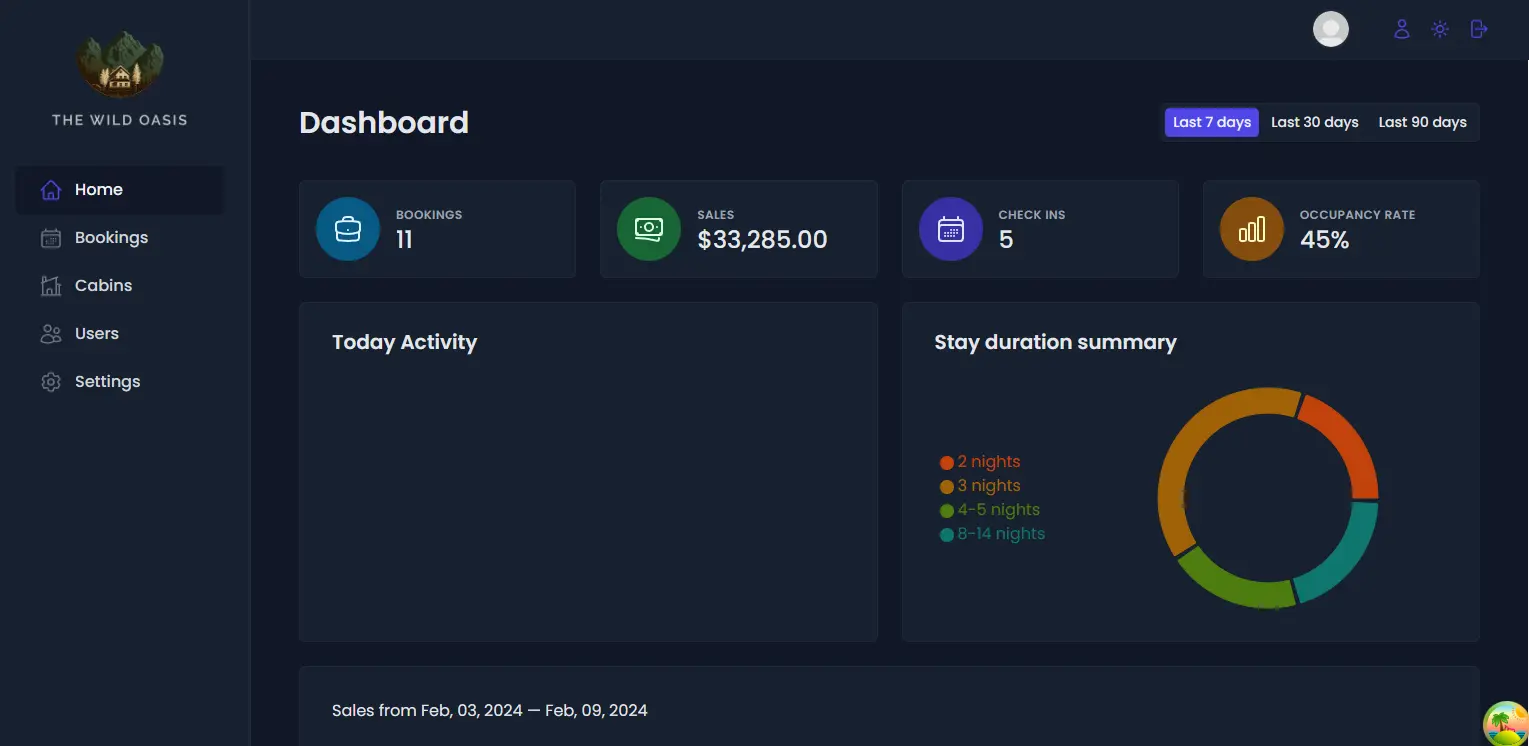 THE WILD OASIS
Home
Bookings
Cabins
Users
Settings
Dashboard
Last 7 days
Last 30 days
Last 90 days
BOOKINGS
11
SALES
$33,285.00
CHECK INS
5
OCCUPANCY RATE
45%
Today Activity
Stay duration summary
2 nights
3 nights
4-5 nights
8-14 nights
Sales from Feb, 03, 2024 — Feb, 09, 2024